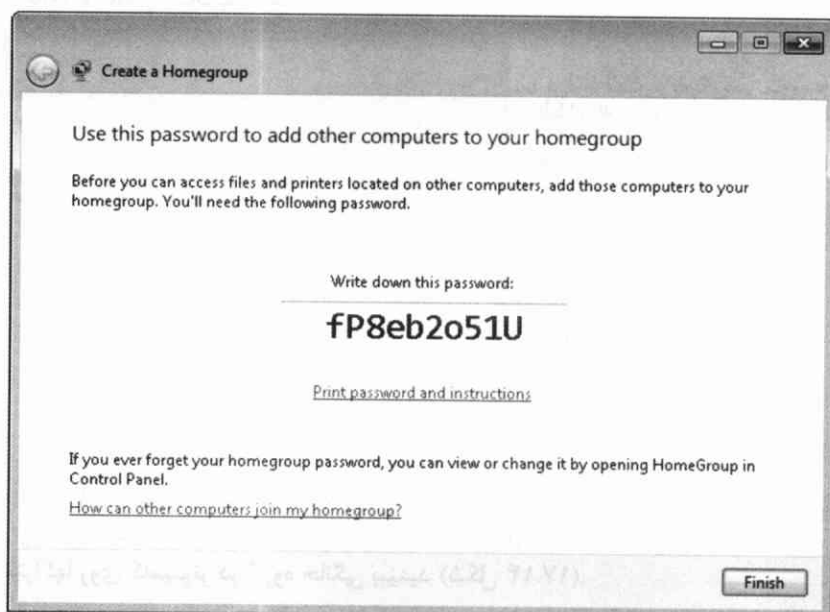 Create a Homegroup
Use this password to add other computers to your homegroup
Before you can access files and printers located on other computers, add those computers to your
homegroup. You'll need the following password.
Write down this password:
fP8eb2o51U
Print password and instructions
If you ever forget your homegroup password, you can view or change it by opening HomeGroup in
Control Panel.
How can other computers join my homegroup?
Finish